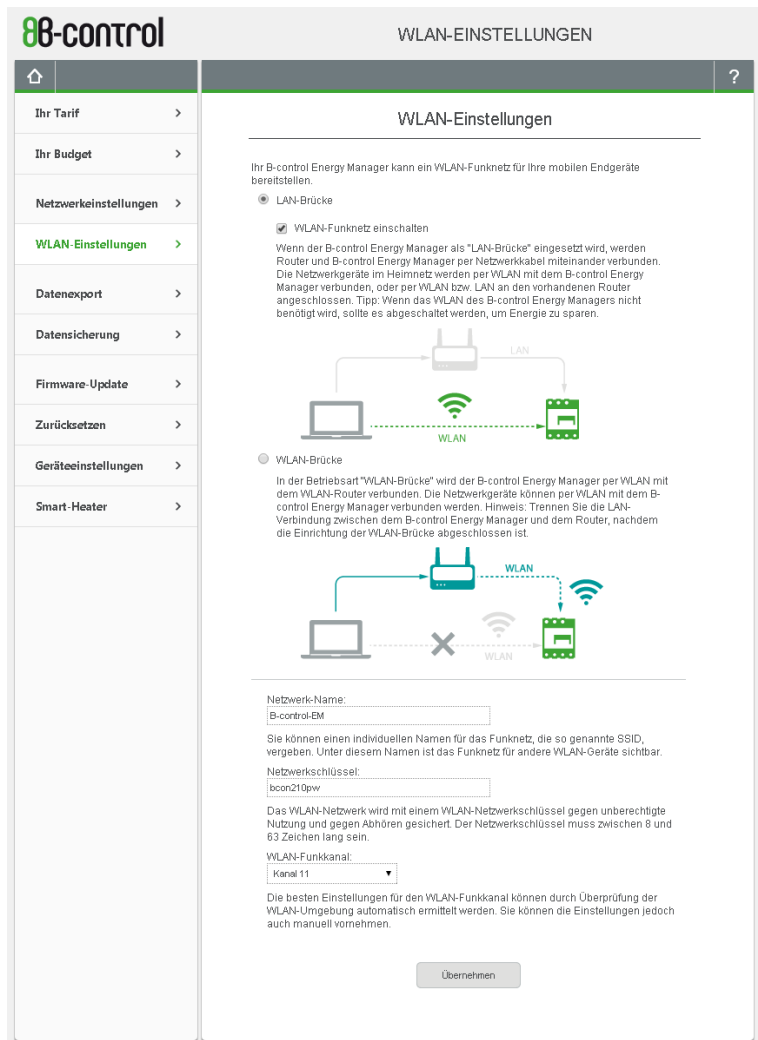 B-control
WLAN-EINSTELLUNGEN
?
Ihr Tarif
Ihr Budget
Netzwerkeinstellungen
WLAN-Einstellungen
Datenexport
Datensicherung
Firmware-Update
Zurücksetzen
Geräteeinstellungen
Smart-Heater
WLAN-Einstellungen
Ihr B-control Energy Manager kann ein WLAN-Funknetz für Ihre mobilen Endgeräte
bereitstellen.
LAN-Brücke
WLAN-Funknetz einschalten
Wenn der B-control Energy Manager als "LAN-Brücke" eingesetzt wird, werden
Router und B-control Energy Manager per Netzwerkkabel miteinander verbunden.
Die Netzwerkgeräte im Heimnetz werden per WLAN mit dem B-control Energy
Manager verbunden, oder per WLAN bzw. LAN an den vorhandenen Router
angeschlossen. Tipp: Wenn das WLAN des B-control Energy Managers nicht
benötigt wird, sollte es abgeschaltet werden, um Energie zu sparen.
LAN
WLAN
WLAN-Brücke
In der Betriebsart "WLAN-Brücke" wird der B-control Energy Manager per WLAN mit
dem WLAN-Router verbunden. Die Netzwerkgeräte können per WLAN mit dem B-
control Energy Manager verbunden werden. Hinweis: Trennen Sie die LAN-
Verbindung zwischen dem B-control Energy Manager und dem Router, nachdem
die Einrichtung der WLAN-Brücke abgeschlossen ist.
WLAN
WLAN
Netzwerk-Name:
B-control-EM
Sie können einen individuellen Namen für das Funknetz, die so genannte SSID,
vergeben. Unter diesem Namen ist das Funknetz für andere WLAN-Geräte sichtbar.
Netzwerkschlüssel:
bcon210pw
Das WLAN-Netzwerk wird mit einem WLAN-Netzwerkschlüssel gegen unberechtigte
Nutzung und gegen Abhören gesichert. Der Netzwerkschlüssel muss zwischen 8 und
63 Zeichen lang sein.
WLAN-Funkkanal:
Kanal 11
Die besten Einstellungen für den WLAN-Funkkanal können durch Überprüfung der
WLAN-Umgebung automatisch ermittelt werden. Sie können die Einstellungen jedoch
auch manuell vornehmen.
Übernehmen